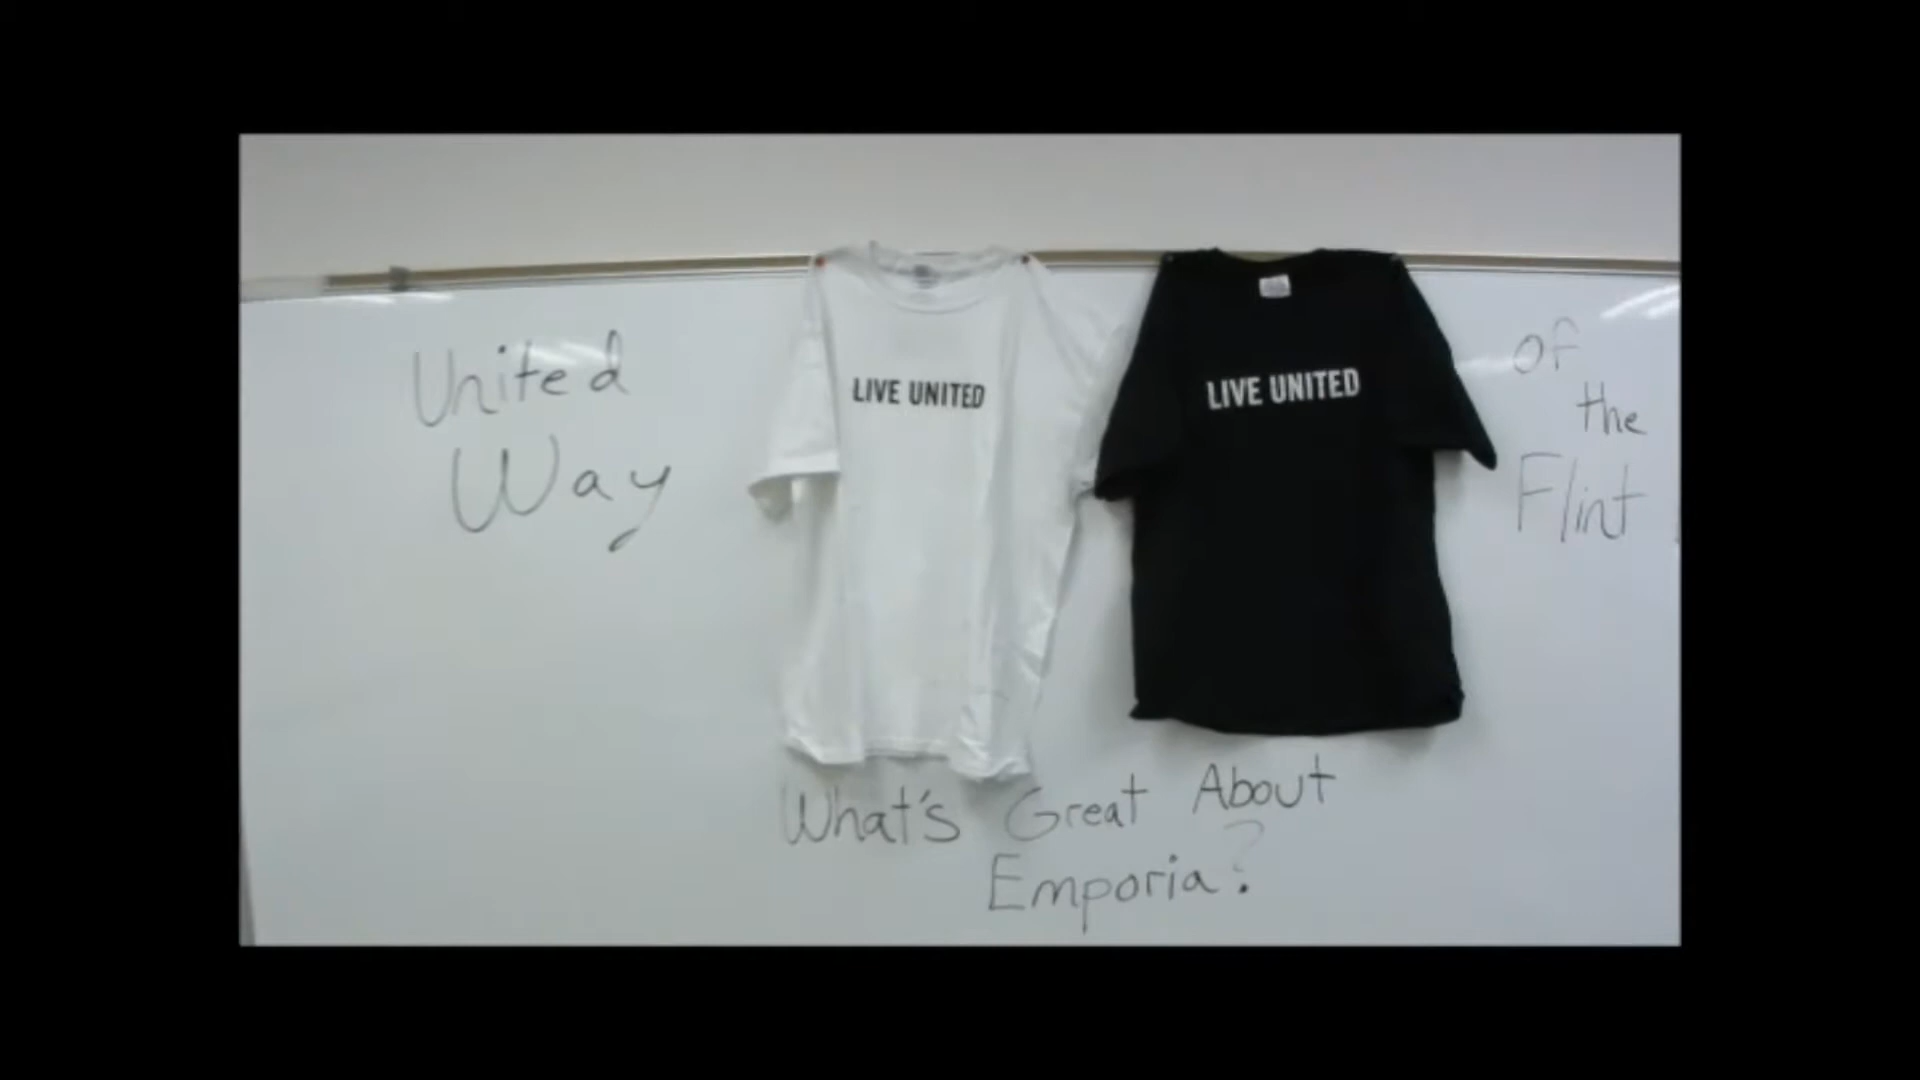 United
Way
LIVE UNITED
LIVE UNITED
of
the
Flint
What's Great About
Emporia?